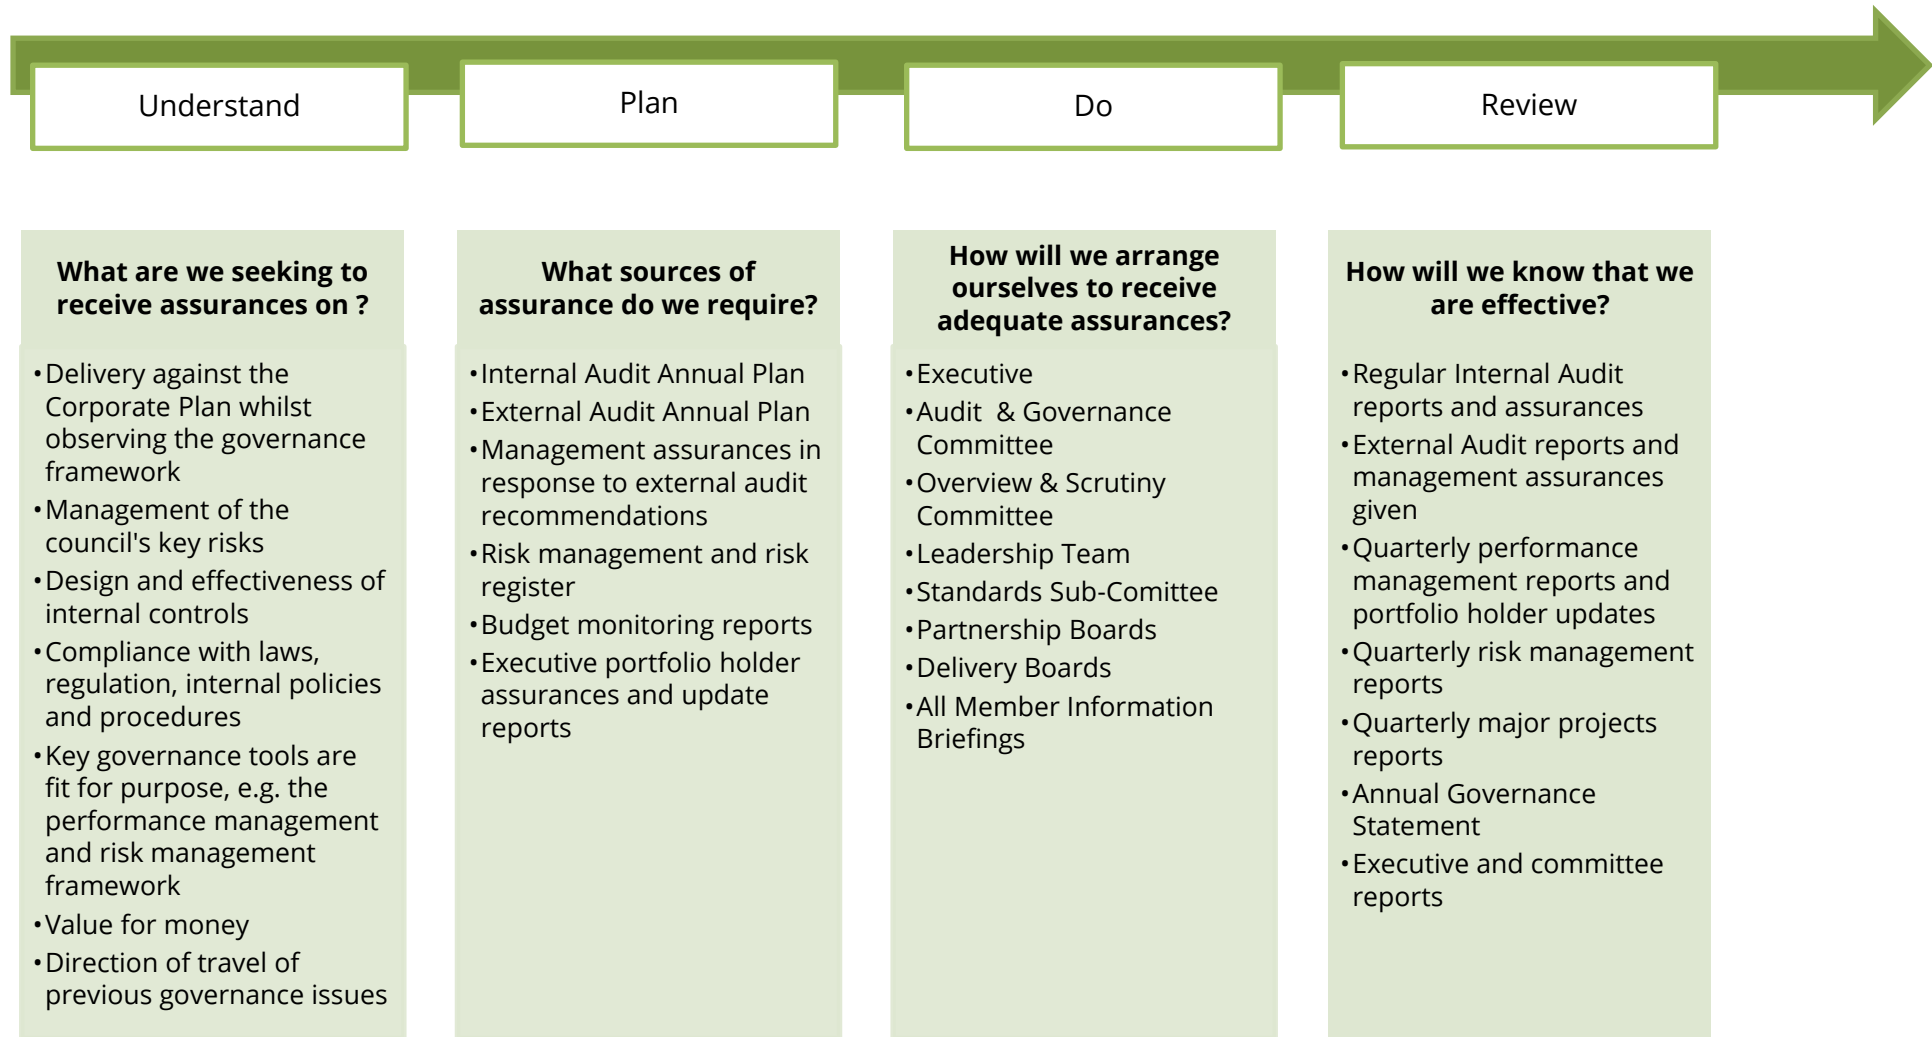 Understand
Plan
Do
Review
What are we seeking to
receive assurances on ?
•Delivery against the
Corporate Plan whilst
observing the governance
framework
•Management of the
council's key risks
•Design and effectiveness of
internal controls
•Compliance with laws,
regulation, internal policies
and procedures
•Key governance tools are
fit for purpose, e.g. the
performance management
and risk management
framework
•Value for money
•Direction of travel of
previous governance issues
What sources of
assurance do we require?
•Internal Audit Annual Plan
•External Audit Annual Plan
•Management assurances in
response to external audit
recommendations
•Risk management and risk
register
•Budget monitoring reports
•Executive portfolio holder
assurances and update
reports
How will we arrange
ourselves to receive
adequate assurances?
•Executive
•Audit  & Governance
Committee
•Overview & Scrutiny
Committee
•Leadership Team
•Standards Sub-Comittee
•Partnership Boards
•Delivery Boards
•All Member Information
Briefings
How will we know that we
are effective?
•Regular Internal Audit
reports and assurances
•External Audit reports and
management assurances
given
•Quarterly performance
management reports and
portfolio holder updates
•Quarterly risk management
reports
•Quarterly major projects
reports
•Annual Governance
Statement
•Executive and committee
reports